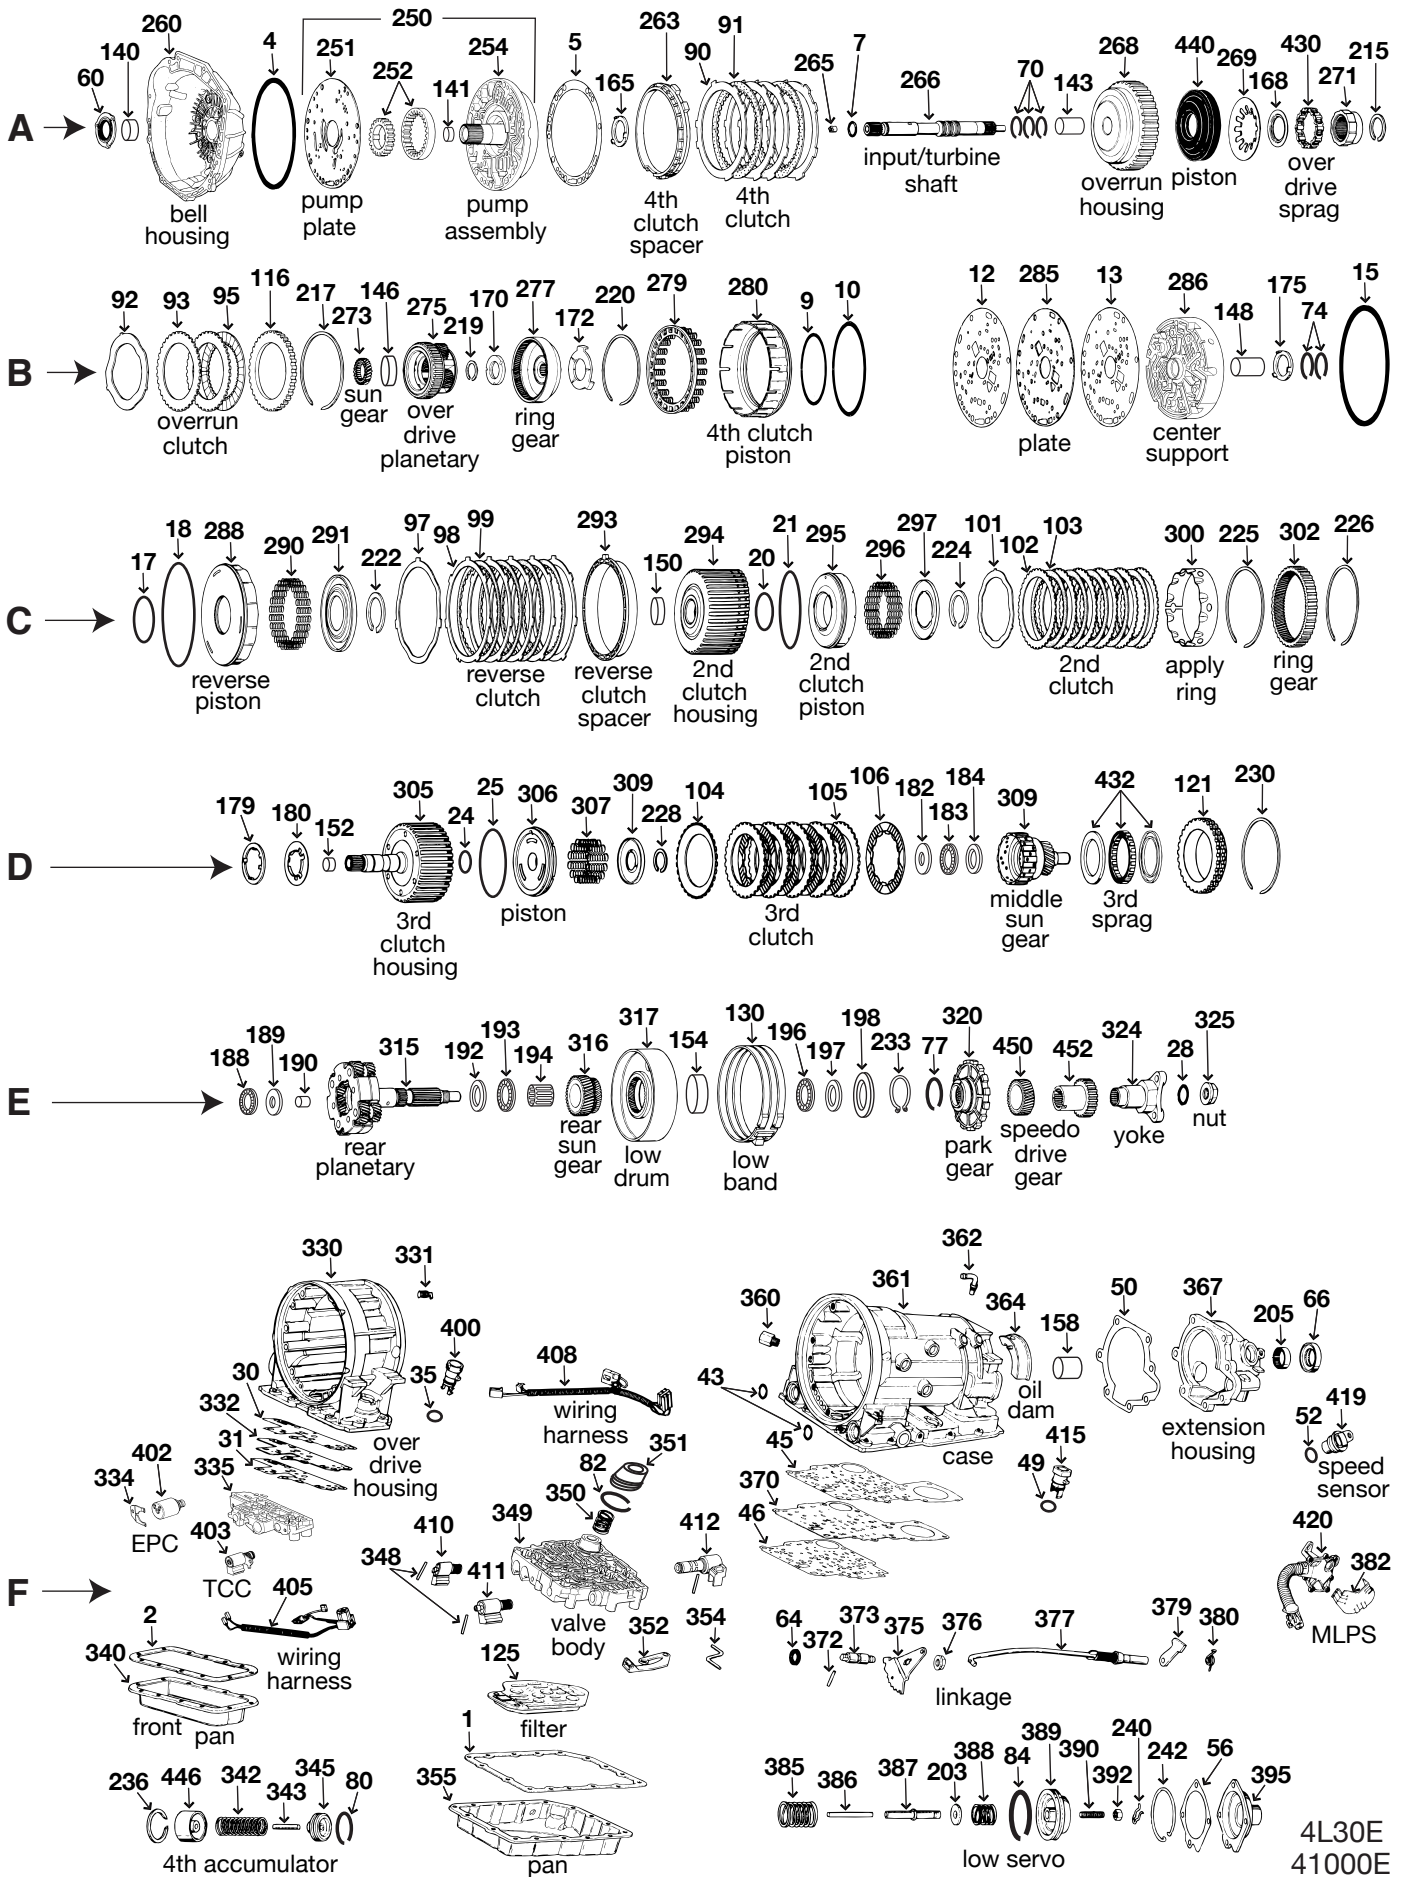 250
260
4
251
254
5
263
91
90
7
268
440
269
430
140
60
252
141
165
265
266
70
143
168
271
215
A
input/turbine
shaft
overrun
housing
piston
over
drive
sprag
bell
housing
pump
plate
pump
assembly
4th
clutch
spacer
4th
clutch
92
93
95
116
217
146
273
275
219
170
277
172
220
279
280
9
10
12
285
13
286
148
175
74
15
B
overrun
clutch
sun
gear
over
drive
planetary
ring
gear
4th clutch
piston
plate
center
support
17
18
288
290
291
222
97
98
99
293
150
294
20
21
295
296
297
224
101
102
103
300
225
302
226
C
reverse
piston
reverse
clutch
reverse
clutch
spacer
2nd
clutch
housing
2nd
clutch
piston
2nd
clutch
apply
ring
ring
gear
179
180
152
305
24
25
306
307
309
228
104
105
106
182
183
184
309
432
121
230
D
3rd
clutch
housing
piston
3rd
clutch
middle
sun
gear
3rd
sprag
188
189
190
315
192
193
194
316
317
154
130
196
197
198
233
77
320
450
452
324
28
325
E
rear
planetary
rear
sun
gear
low
drum
low
band
park
gear
speedo
drive
gear
yoke
nut
330
331
400
35
30
332
31
335
402
334
EPC
403
TCC
over
drive
housing
408
wiring
harness
82
351
350
349
410
348
411
412
valve
body
352
354
362
361
360
364
158
50
367
205
66
43
oil
dam
case
45
370
46
415
49
extension
housing
52
419
speed
sensor
420
382
MLPS
F
2
405
340
wiring
harness
front pan
125
filter
1
355
pan
64
372
373
375
376
377
379
380
linkage
236
446
342
343
345
80
4th accumulator
385
386
387
203
388
84
389
390
392
240
242
56
395
low servo
4L30E
41000E